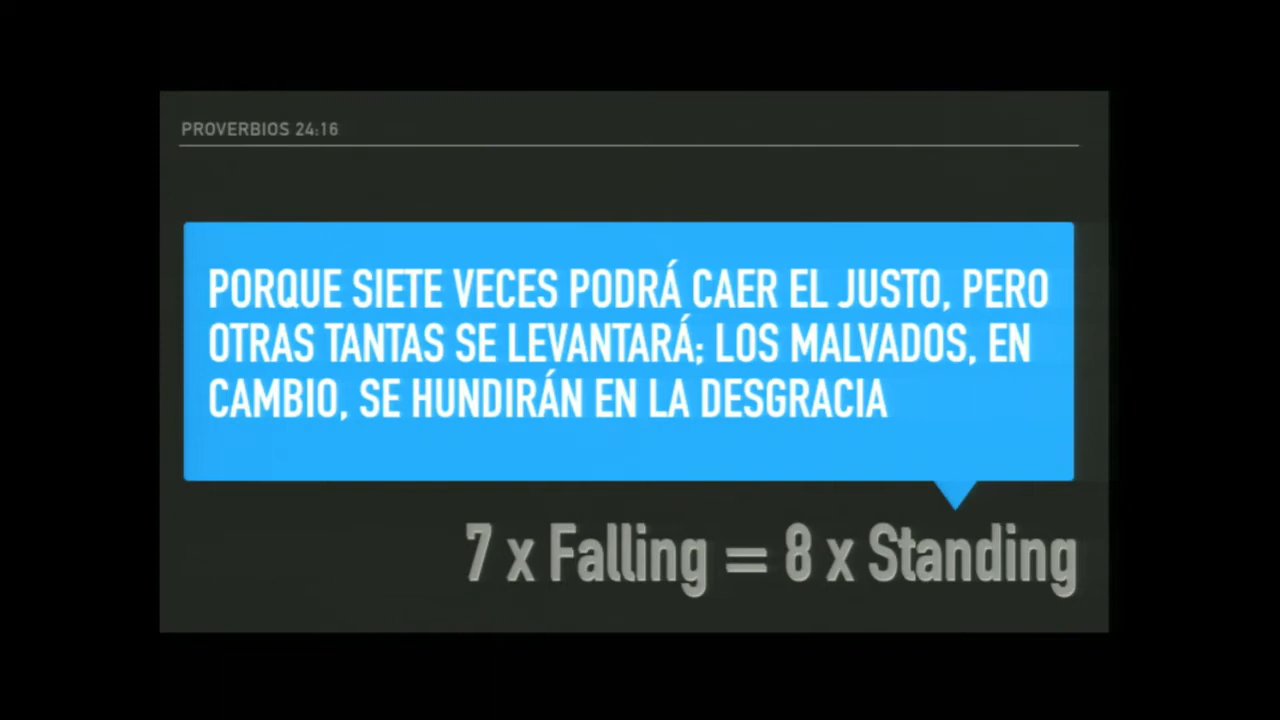 PROVERBIOS 24:16
PORQUE SIETE VECES PODRÁ CAER EL JUSTO, PERO
OTRAS TANTAS SE LEVANTARÁ; LOS MALVADOS, EN
CAMBIO, SE HUNDIRÁN EN LA DESGRACIA
7 x Falling = 8 x Standing